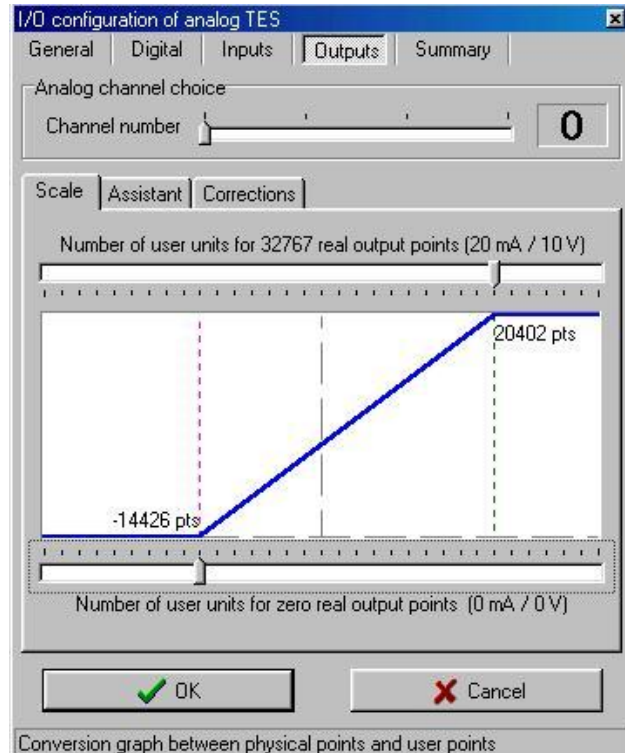 I/O configuration of analog TES
General Digital Inputs Outputs Summary
Analog channel choice
Channel number 0
Scale Assistant Corrections
Number of user units for 32767 real output points (20 mA / 10 V)
20402 pts
-14426 pts
Number of user units for zero real output points (0 mA / 0 V)
OK Cancel
Conversion graph between physical points and user points